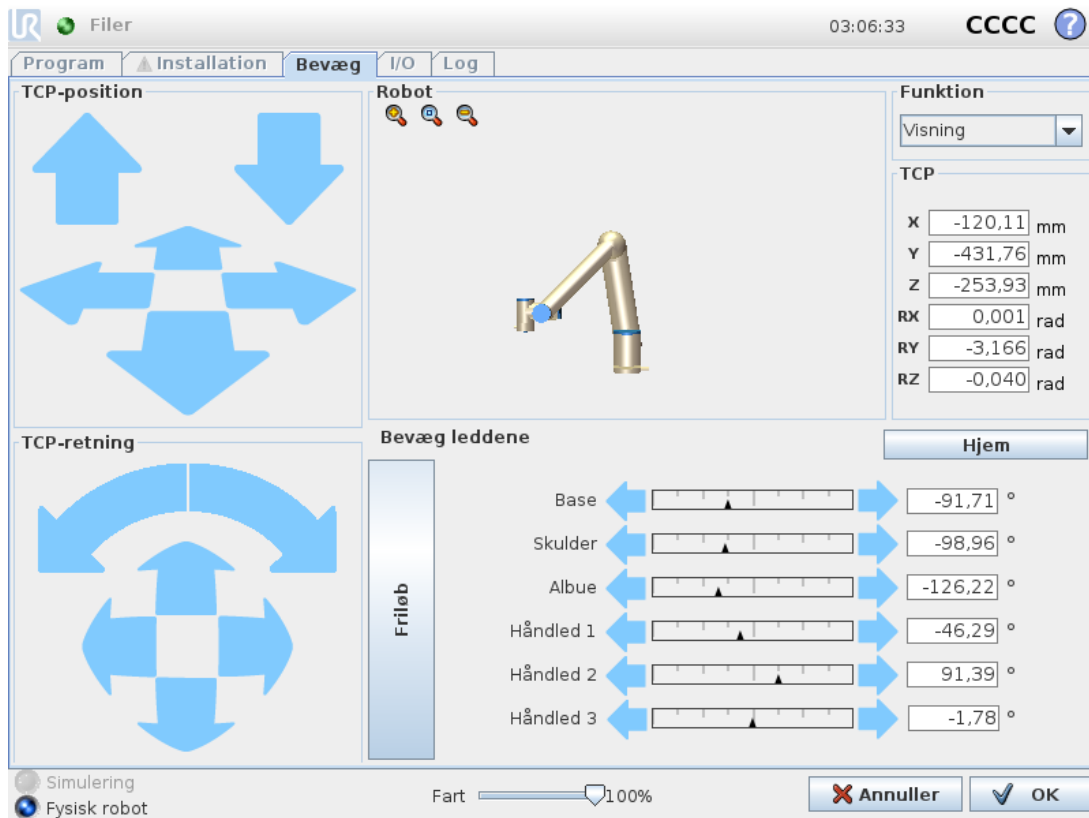 UR Filer 03:06:33 CCCC ?
Program Installation Bevæg I/O Log
TCP-position
Robot
Funktion
Visning
TCP
X -120,11 mm
Y -431,76 mm
Z -253,93 mm
RX 0,001 rad
RY -3,166 rad
RZ -0,040 rad
TCP-retning
Bevæg leddene
Hjem
Friløb
Base -91,71 °
Skulder -98,96 °
Albue -126,22 °
Håndled 1 -46,29 °
Håndled 2 91,39 °
Håndled 3 -1,78 °
Simulering
Fysisk robot
Fart 100%
Annuller
OK